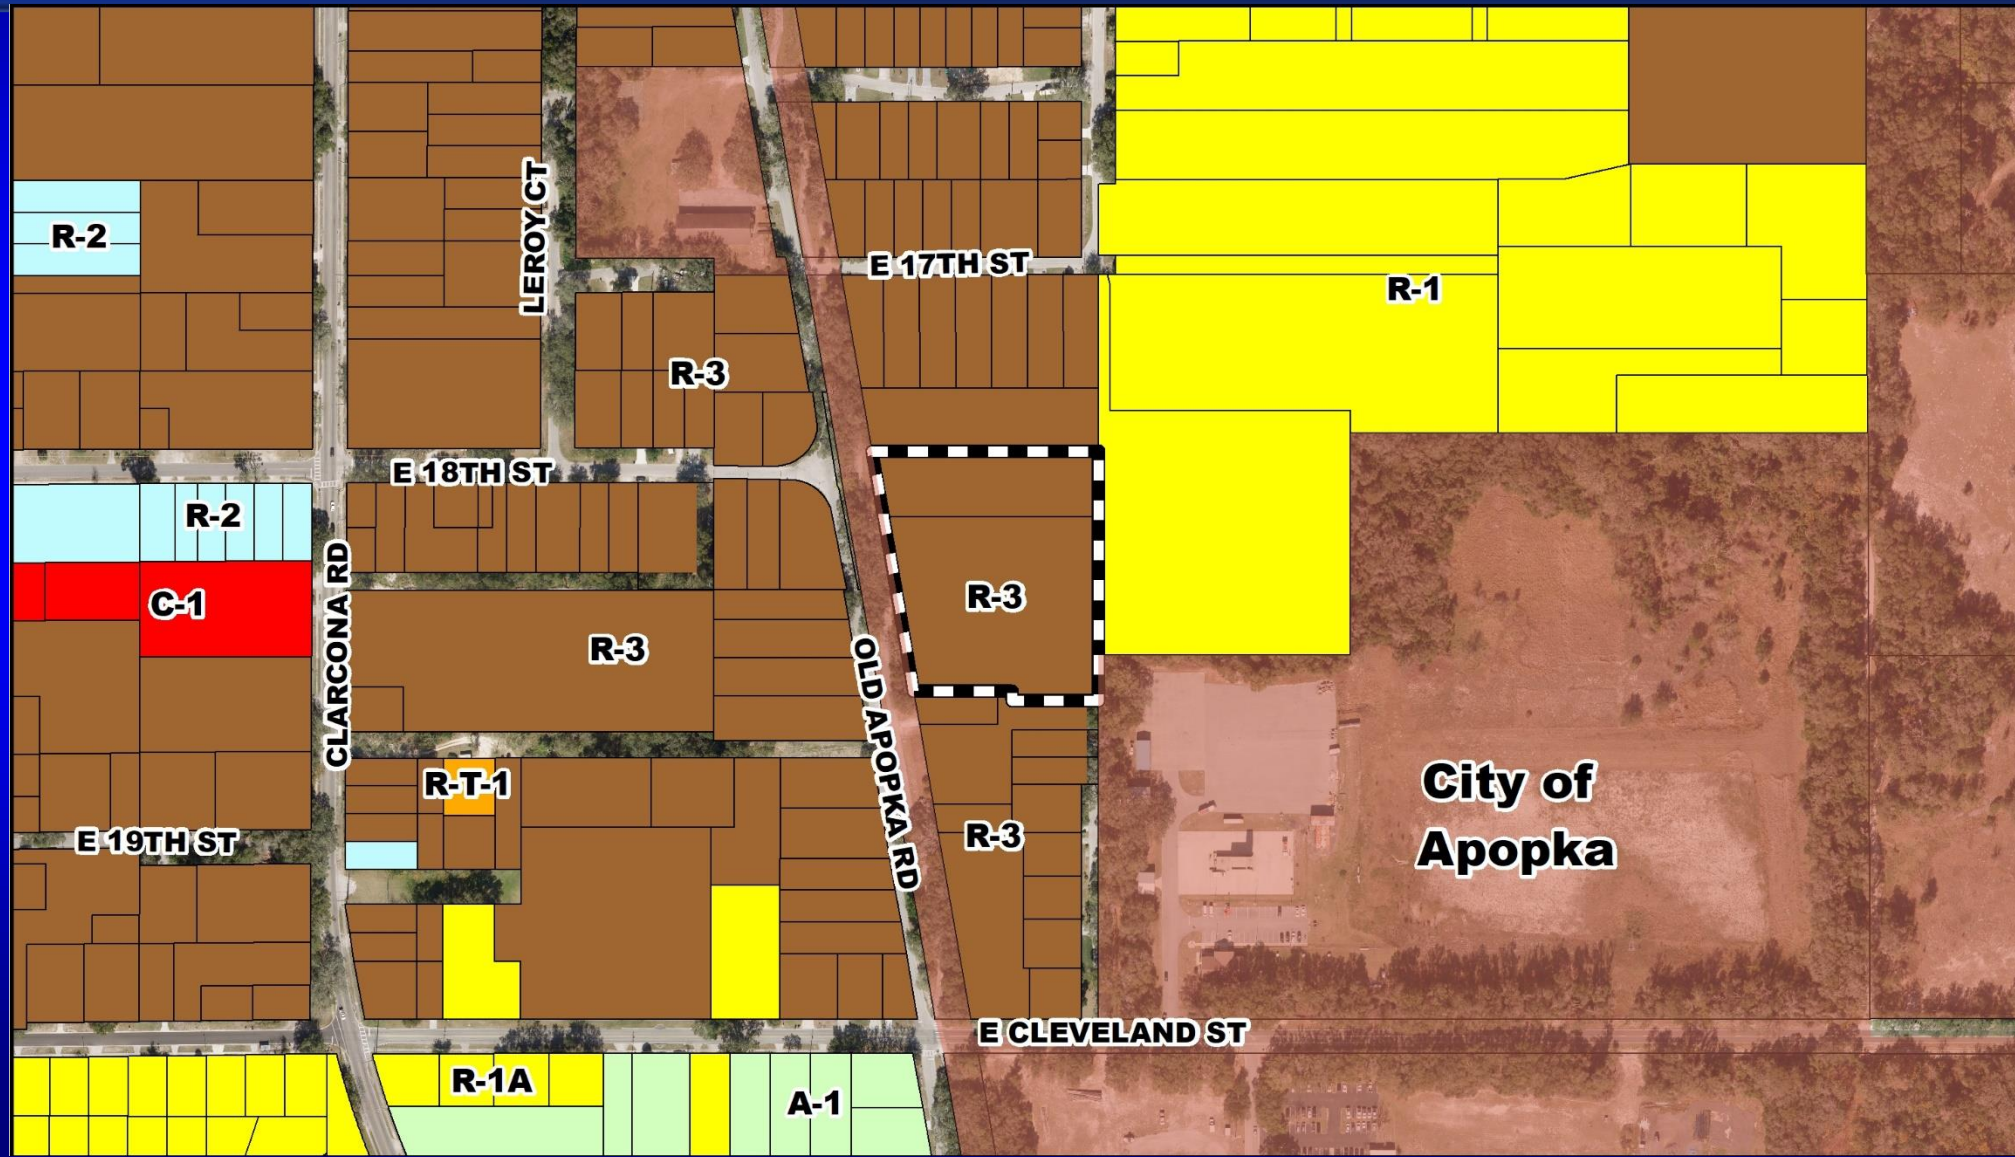 R-2
LEROY CT
E 17TH ST
R-1
R-3
E 18TH ST
R-2
C-1
CLARCONA RD
R-3
R-3
OLD APOPKA RD
R-T-1
E 19TH ST
R-3
City of
Apopka
E CLEVELAND ST
R-1A
A-1